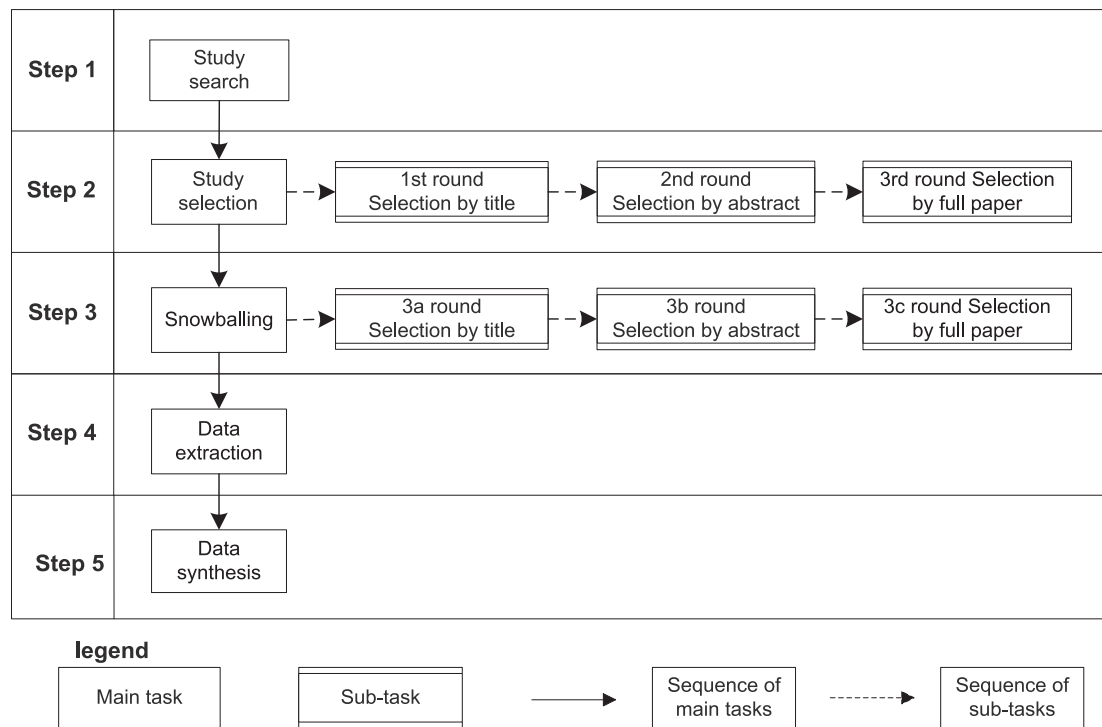 Step 1
Study
search
Step 2
Study
selection
1st round
Selection by title
2nd round
Selection by abstract
3rd round Selection
by full paper
Step 3
Snowballing
3a round
Selection by title
3b round
Selection by abstract
3c round Selection
by full paper
Step 4
Data
extraction
Step 5
Data
synthesis
legend
Main task
Sub-task
Sequence of
main tasks
Sequence of
sub-tasks